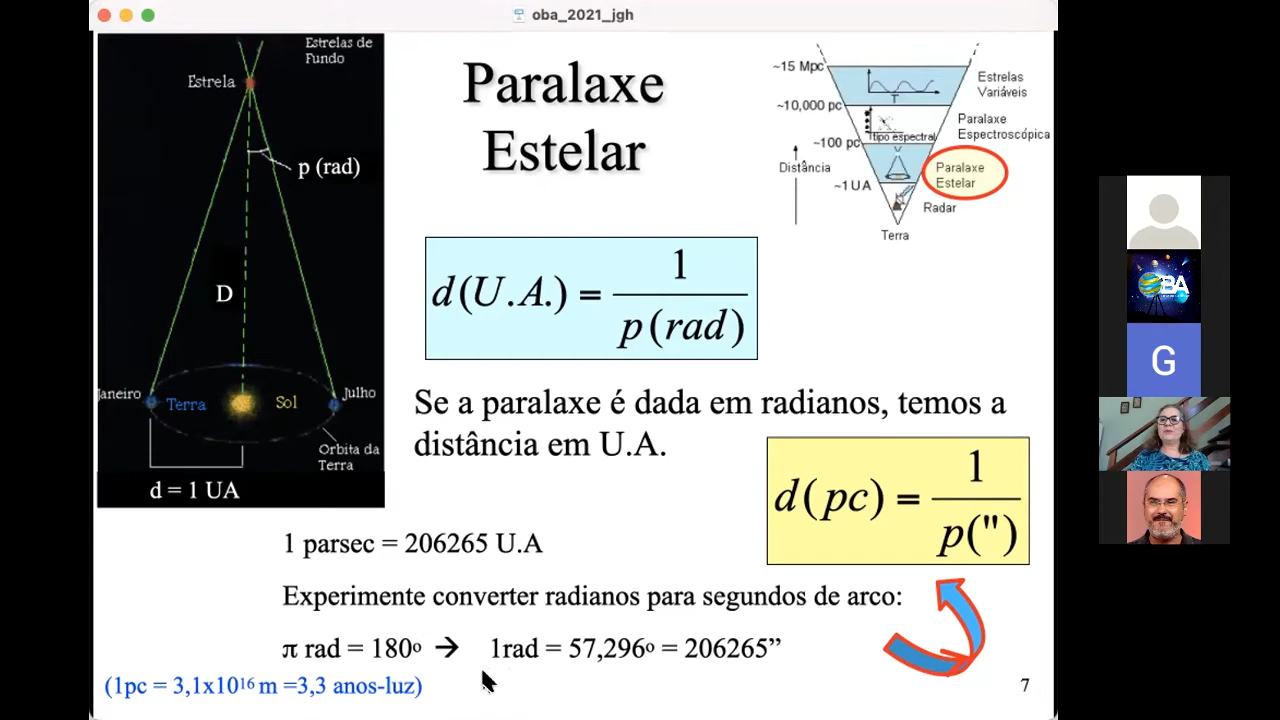 oba_2021_jgh
Paralaxe
Estelar
Estrelas de
Fundo
Estrela
p (rad)
D
Janeiro
Julho
Terra
Sol
Orbita da
Terra
d = 1 UA
~15 Mpc
Estrelas
Variáveis
T
~10,000 pc
Paralaxe
Espectroscópica
Ttipo espectral
~100 pc
Distância
Paralaxe
Estelar
~1 UA
Radar
Terra
d(U.A.) = 1 / p(rad)
Se a paralaxe é dada em radianos, temos a
distância em U.A.
d(pc) = 1 / p(")
1 parsec = 206265 U.A
Experimente converter radianos para segundos de arco:
π rad = 180º → 1rad = 57,296º = 206265”
(1pc = 3,1x10¹⁶ m =3,3 anos-luz)
7
OBA
G